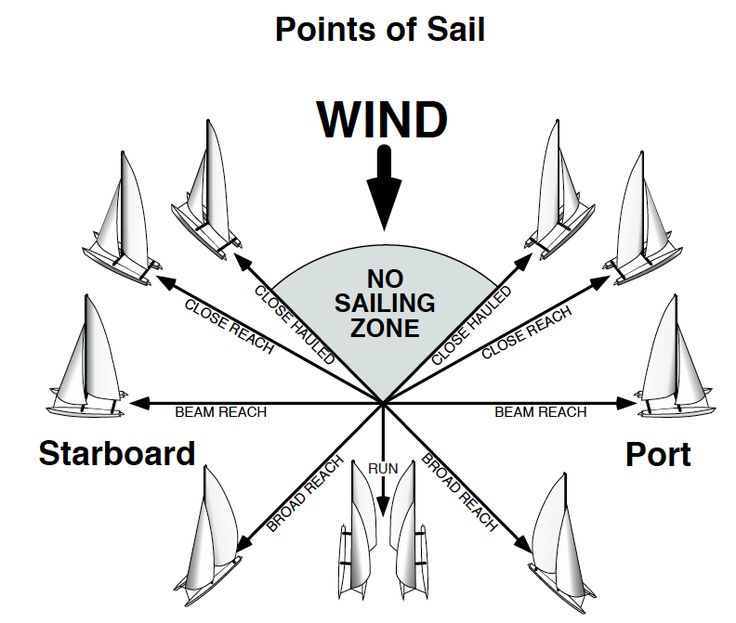 Points of Sail
WIND
NO
SAILING
ZONE
CLOSE HAULED
CLOSE HAULED
CLOSE REACH
CLOSE REACH
BEAM REACH
BEAM REACH
Starboard
Port
BROAD REACH
RUN
BROAD REACH